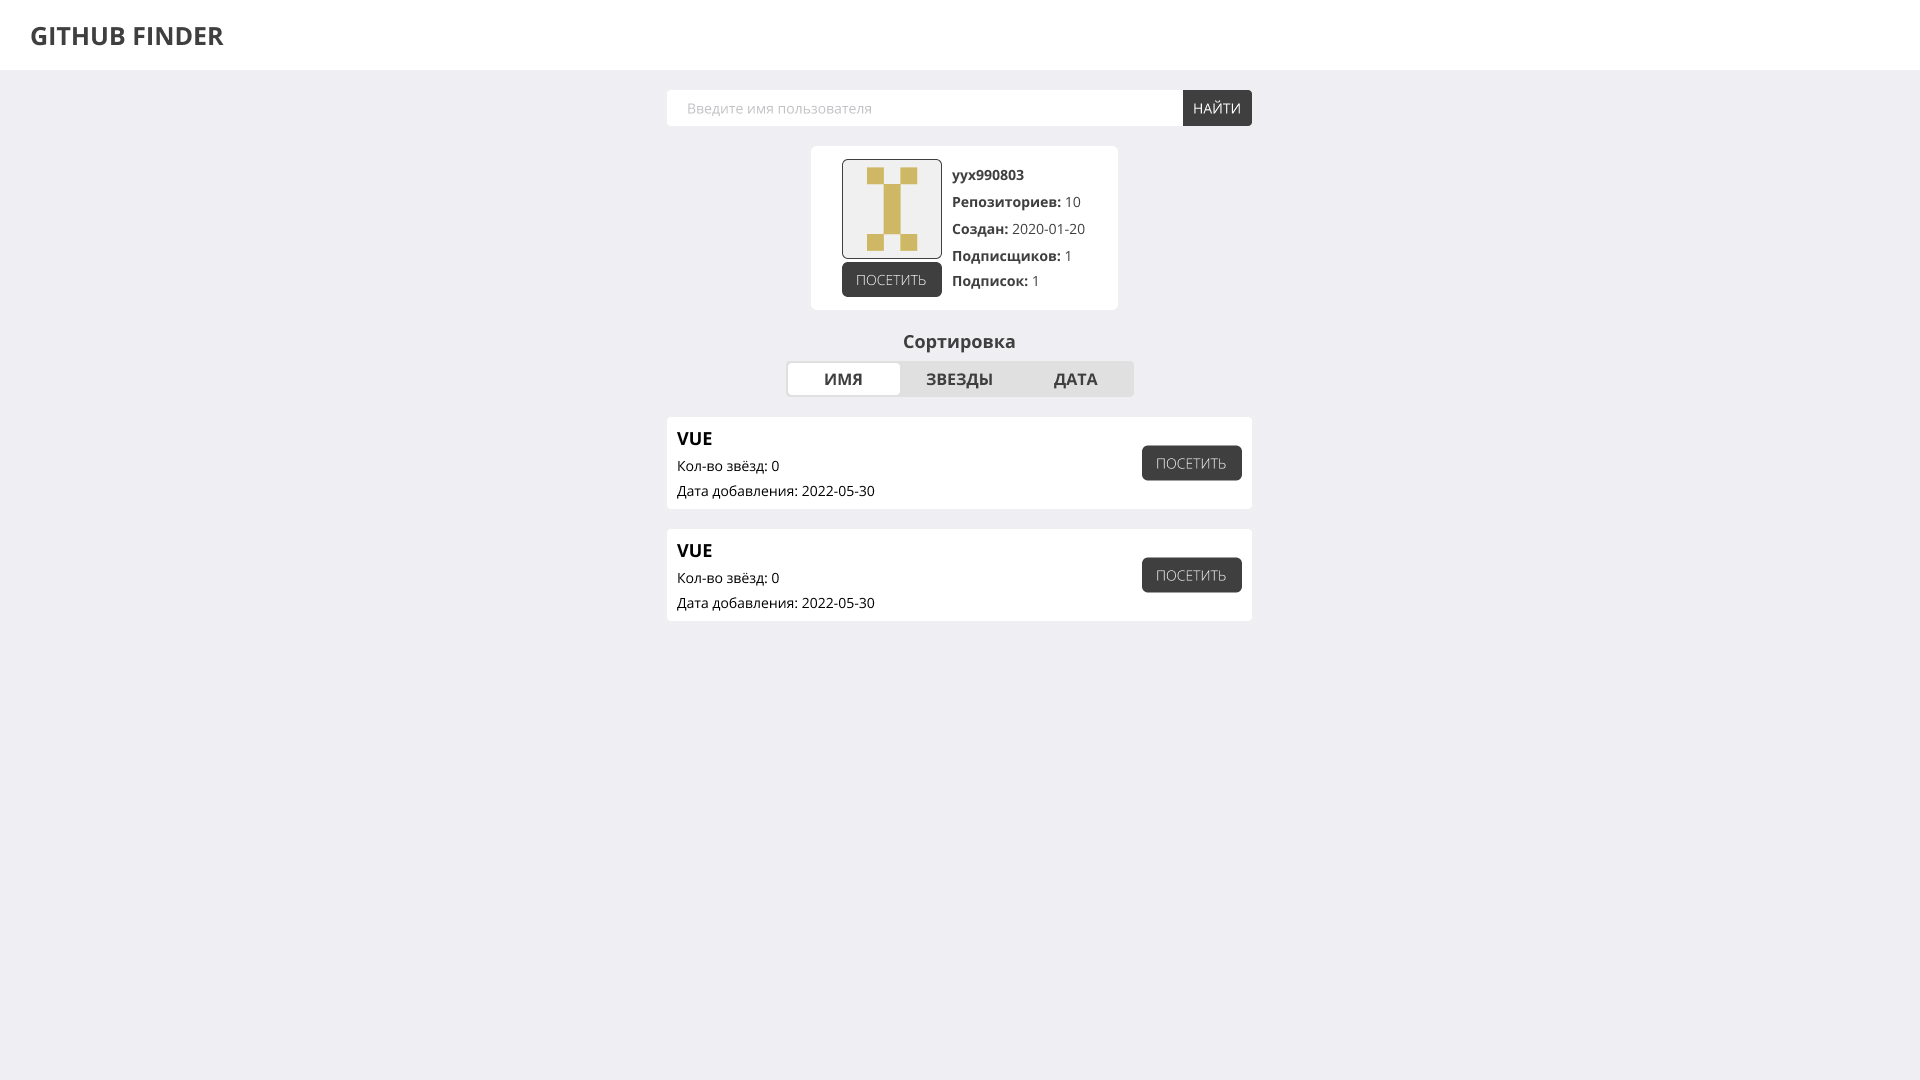 GITHUB FINDER
Введите имя пользователя
НАЙТИ
yyx990803
Репозиториев: 10
Создан: 2020-01-20
Подписщиков: 1
Подписок: 1
ПОСЕТИТЬ
Сортировка
ИМЯ ЗВЕЗДЫ ДАТА
VUE
Кол-во звёзд: 0
Дата добавления: 2022-05-30
ПОСЕТИТЬ
VUE
Кол-во звёзд: 0
Дата добавления: 2022-05-30
ПОСЕТИТЬ